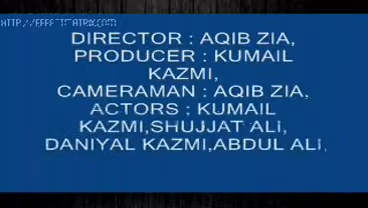 DIRECTOR : AQIB ZIA,
PRODUCER : KUMAIL
KAZMI,
CAMERAMAN : AQIB ZIA,
ACTORS : KUMAIL
KAZMI,SHUJJAT ALI,
DANIYAL KAZMI,ABDUL ALI,